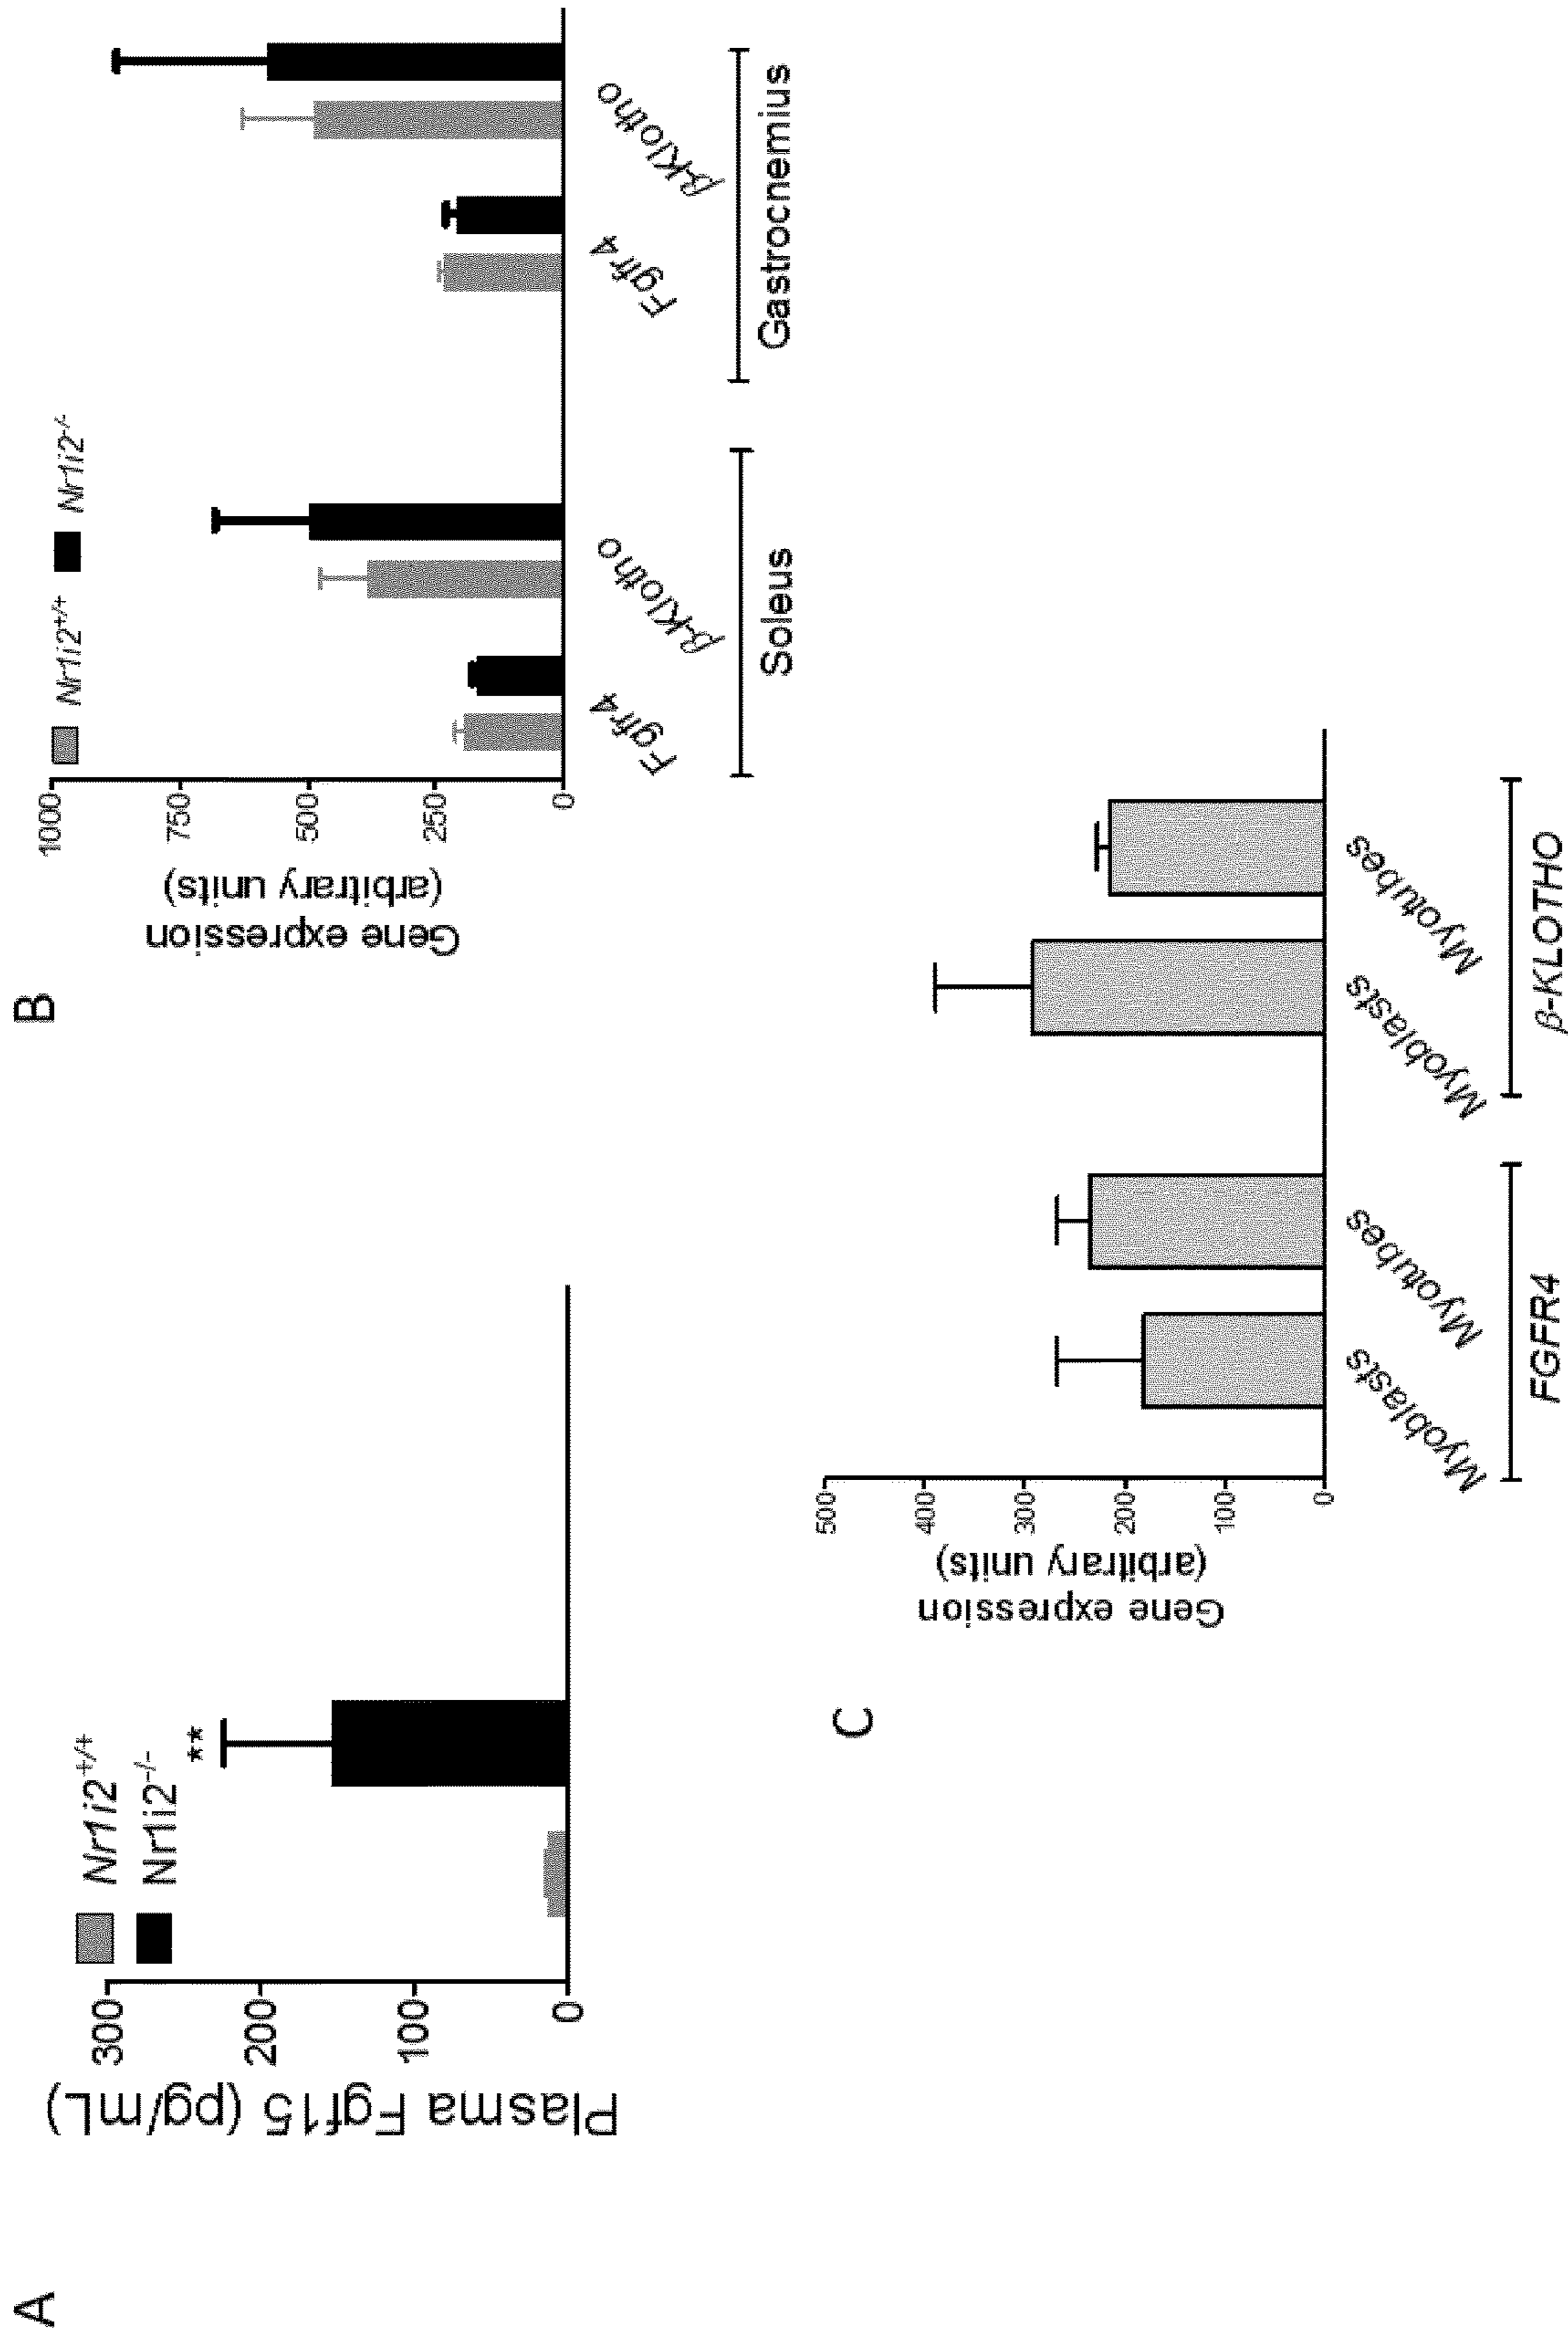 A
Plasma Fgf15 (pg/mL)
300
200
100
0
Nr1i2+/+
Nr1i2-/-
**
B
Gene expression
(arbitrary units)
1000
750
500
250
0
Nr1i2+/+ Nr1i2-/-
Fgfr4 β-Klotho Fgfr4 β-Klotho
Soleus Gastrocnemius
C
Gene expression
(arbitrary units)
500
400
300
200
100
0
Myoblasts Myotubes Myoblasts Myotubes
FGFR4 β-KLOTHO